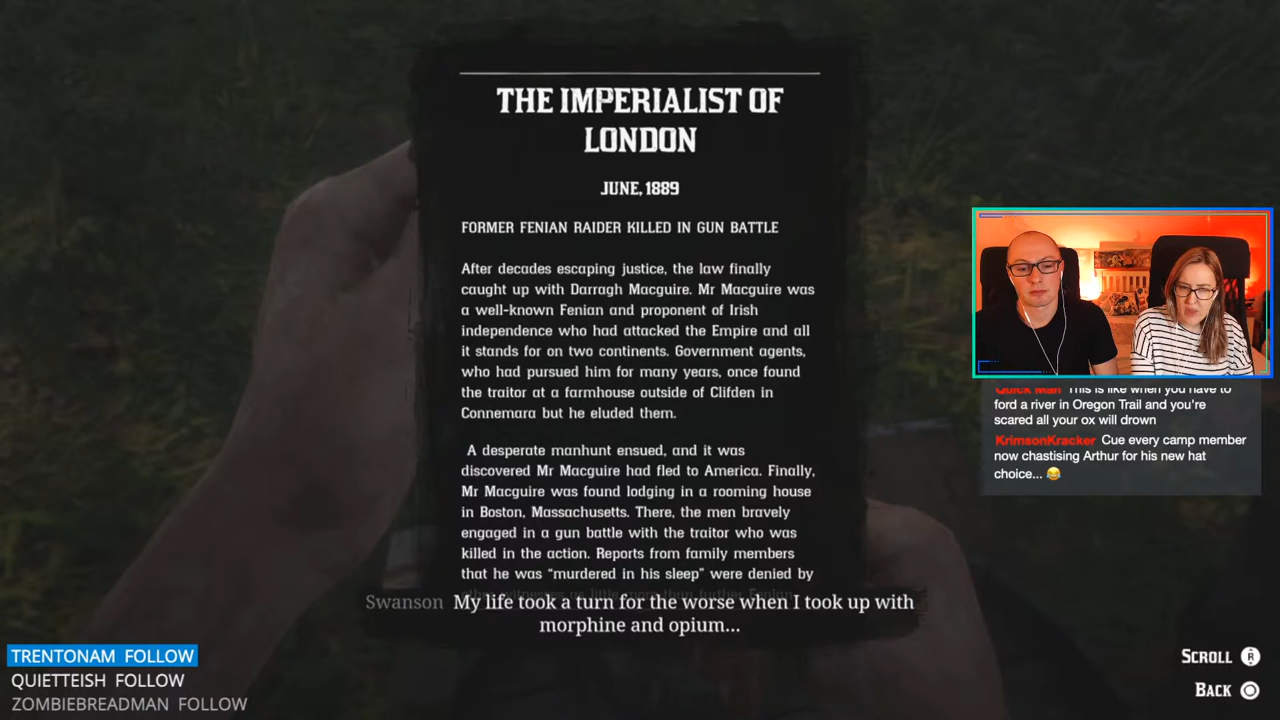 THE IMPERIALIST OF
LONDON
JUNE, 1889
FORMER FENIAN RAIDER KILLED IN GUN BATTLE
After decades escaping justice, the law finally
caught up with Darragh Macguire. Mr Macguire was
a well-known Fenian and proponent of Irish
independence who had attacked the Empire and all
it stands for on two continents. Government agents,
who had pursued him for many years, once found
the traitor at a farmhouse outside of Clifden in
Connemara but he eluded them.
A desperate manhunt ensued, and it was
discovered Mr Macguire had fled to America. Finally,
Mr Macguire was found lodging in a rooming house
in Boston, Massachusetts. There, the men bravely
engaged in a gun battle with the traitor who was
killed in the action. Reports from family members
that he was “murdered in his sleep” were denied by
Swanson My life took a turn for the worse when I took up with
morphine and opium...
Quick Man This is like when you have to
ford a river in Oregon Trail and you're
scared all your ox will drown
KrimsonKracker Cue every camp member
now chastising Arthur for his new hat
choice... 😂
TRENTONAM FOLLOW
QUIETTEISH FOLLOW
ZOMBIEBREADMAN FOLLOW
SCROLL R
BACK